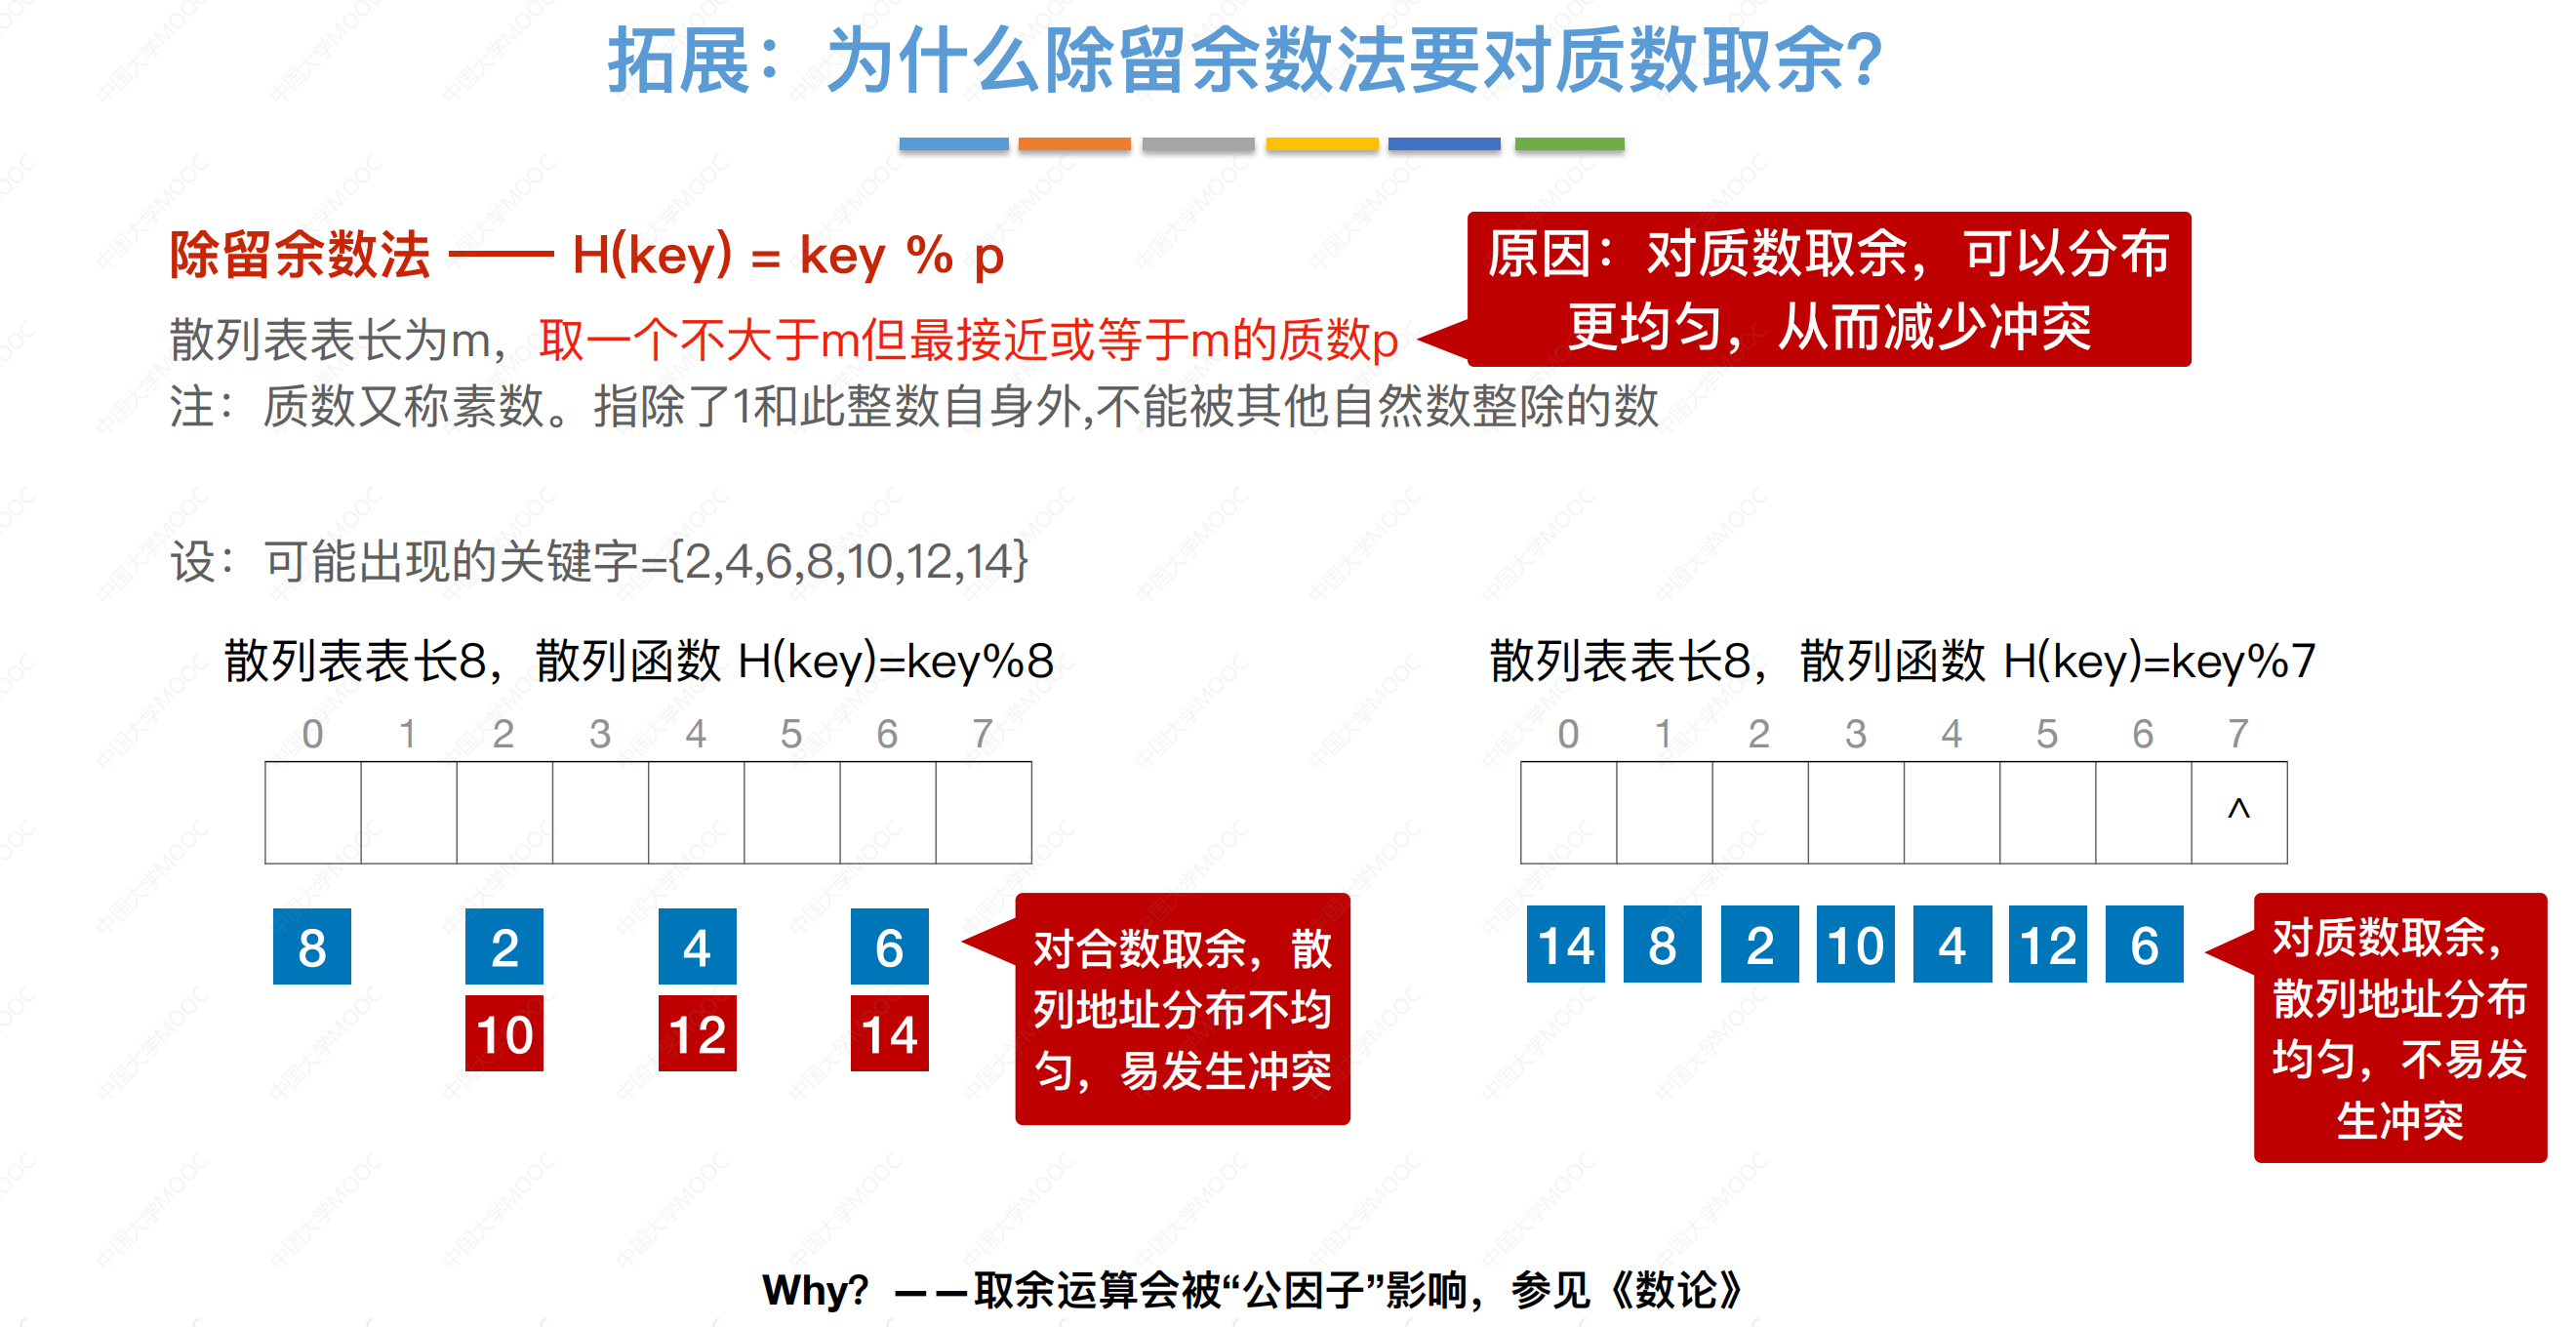 拓展：为什么除留余数法要对质数取余?
除留余数法 —— H(key) = key % p
原因：对质数取余，可以分布
更均匀，从而减少冲突
散列表表长为m，取一个不大于m但最接近或等于m的质数p
注：质数又称素数。指除了1和此整数自身外,不能被其他自然数整除的数
设：可能出现的关键字={2,4,6,8,10,12,14}
散列表表长8，散列函数 H(key)=key%8
0 1 2 3 4 5 6 7
8 2 4 6
10 12 14
对合数取余，散
列地址分布不均
匀，易发生冲突
散列表表长8，散列函数 H(key)=key%7
0 1 2 3 4 5 6 7
^
14 8 2 10 4 12 6
对质数取余，
散列地址分布
均匀，不易发
生冲突
Why? ——取余运算会被“公因子”影响，参见《数论》
中国大学MOOC